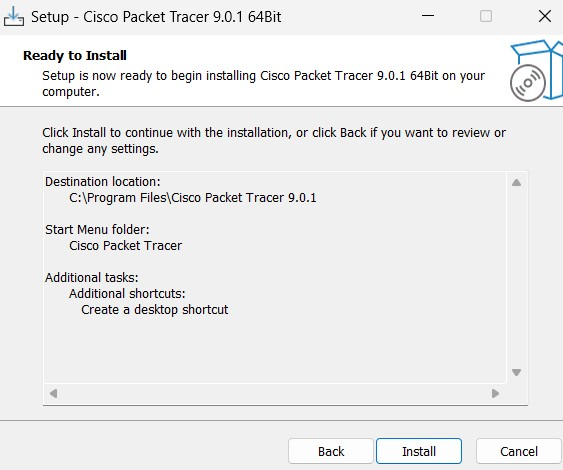 Setup - Cisco Packet Tracer 9.0.1 64Bit
Ready to Install
Setup is now ready to begin installing Cisco Packet Tracer 9.0.1 64Bit on your
computer.
Click Install to continue with the installation, or click Back if you want to review or
change any settings.
Destination location:
C:\Program Files\Cisco Packet Tracer 9.0.1
Start Menu folder:
Cisco Packet Tracer
Additional tasks:
Additional shortcuts:
Create a desktop shortcut
Back Install Cancel